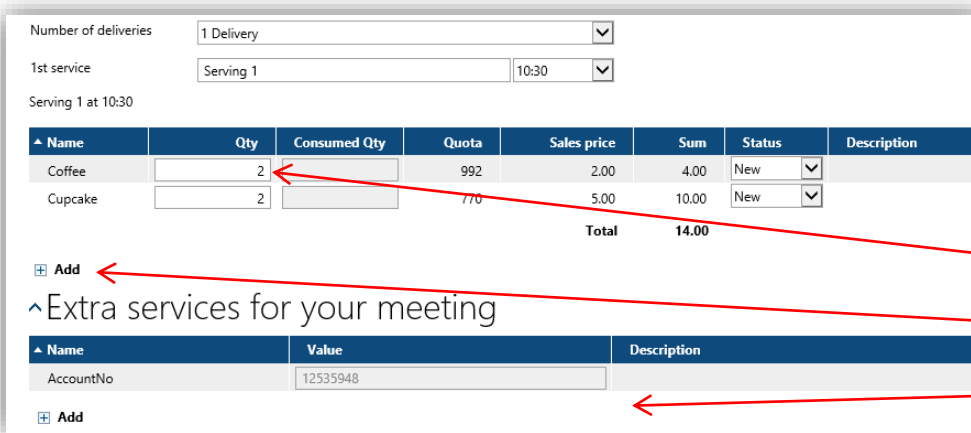 Number of deliveries 1 Delivery
1st service Serving 1 10:30
Serving 1 at 10:30
Name Qty Consumed Qty Quota Sales price Sum Status Description
Coffee 2 992 2.00 4.00 New
Cupcake 2 770 5.00 10.00 New
Total 14.00
Add
Extra services for your meeting
Name Value Description
AccountNo 12535948
Add